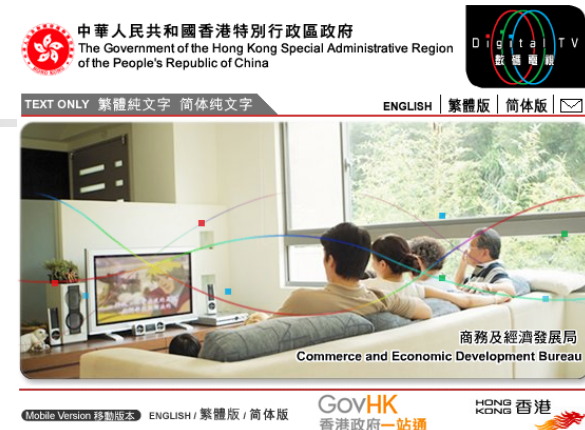 中華人民共和國香港特別行政區政府
The Government of the Hong Kong Special Administrative Region
of the People's Republic of China
Digital TV
數碼電視
TEXT ONLY 繁體純文字 简体纯文字
ENGLISH 繁體版 简体版
商務及經濟發展局
Commerce and Economic Development Bureau
Mobile Version 移動版本 ENGLISH / 繁體版 / 简体版
GovHK
香港政府一站通
HONG KONG 香港